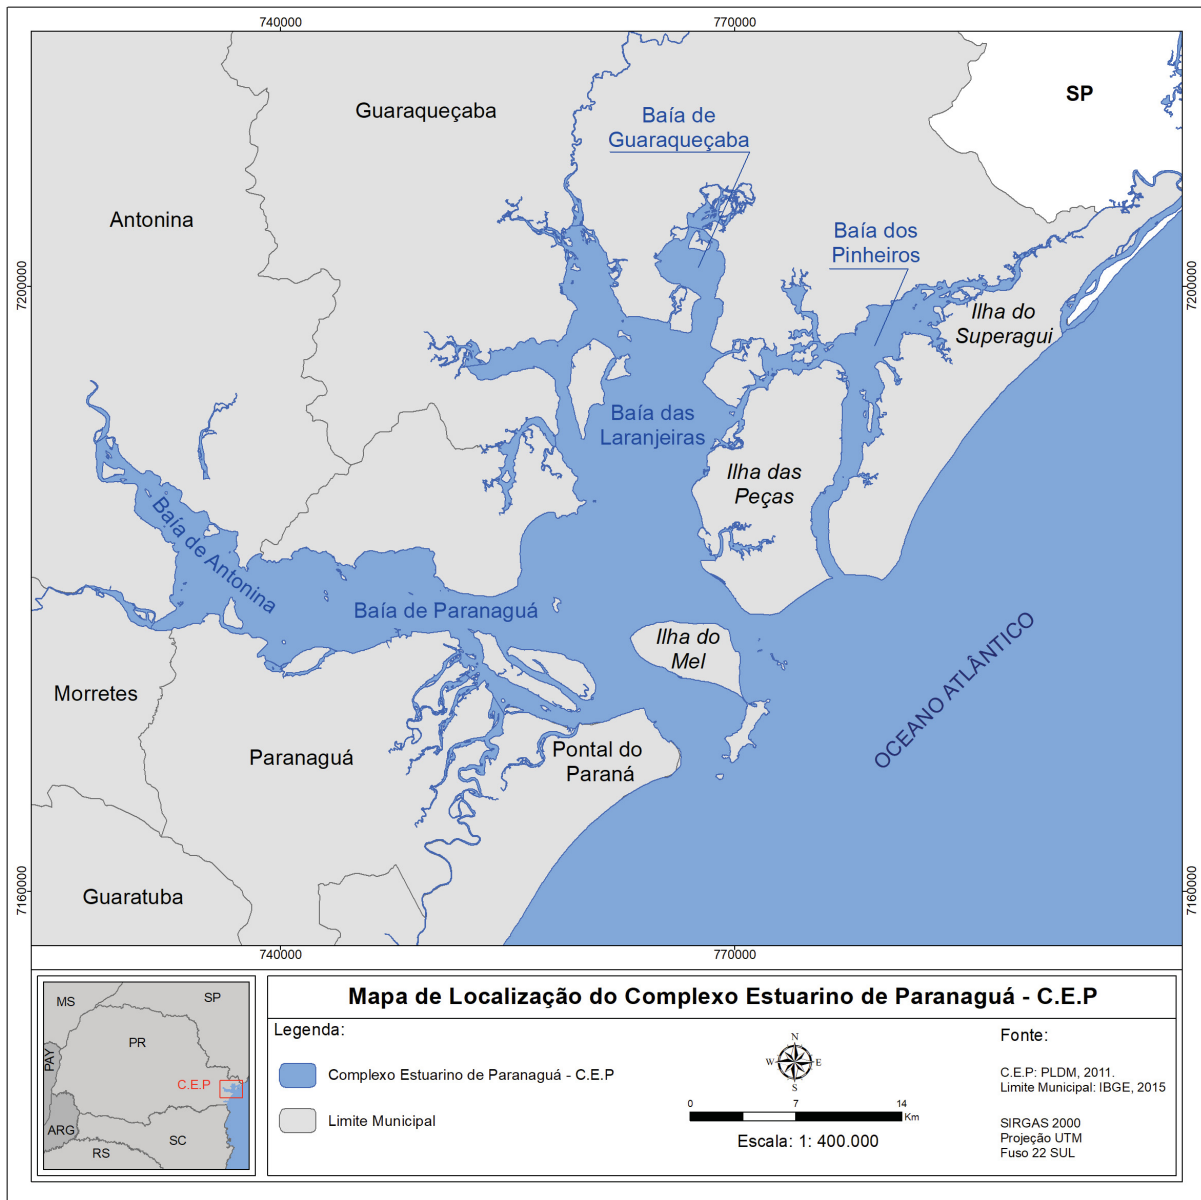 740000
770000
SP
Guaraqueçaba
Baía de
Guaraqueçaba
Antonina
Baía dos
Pinheiros
7200000
7200000
Ilha do
Superagui
Baía das
Laranjeiras
Ilha das
Peças
Baía de Antonina
Baía de Paranaguá
Ilha do
Mel
OCEANO ATLÂNTICO
Morretes
Paranaguá
Pontal do
Paraná
Guaratuba
7160000
7160000
740000
770000
MS
SP
PR
PAY
C.E.P
ARG
SC
RS
Mapa de Localização do Complexo Estuarino de Paranaguá - C.E.P
Legenda:
Complexo Estuarino de Paranaguá - C.E.P
Limite Municipal
N
W
E
S
0
7
14
Km
Escala: 1: 400.000
Fonte:
C.E.P: PLDM, 2011.
Limite Municipal: IBGE, 2015
SIRGAS 2000
Projeção UTM
Fuso 22 SUL